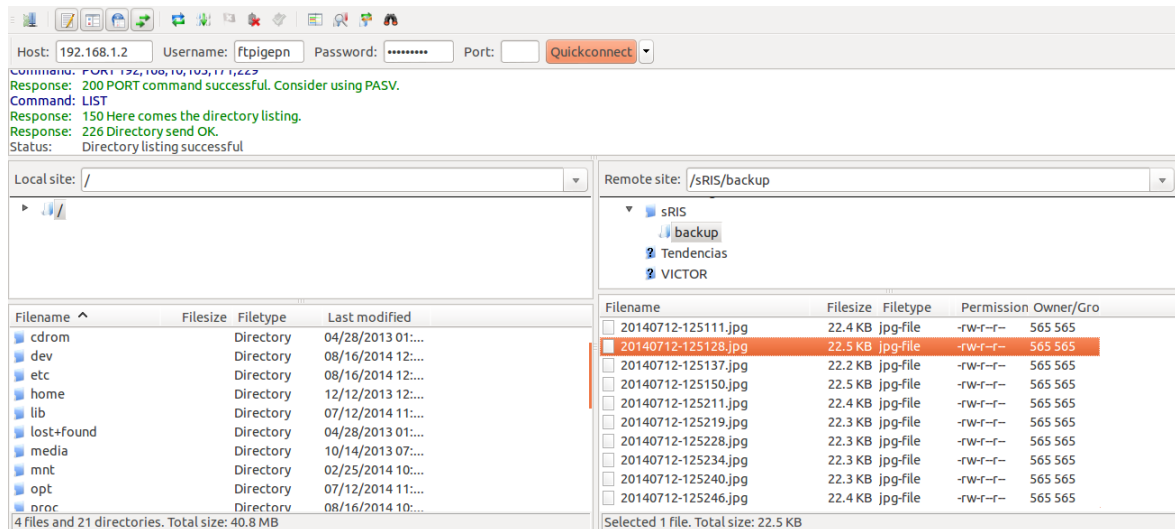 Host: 192.168.1.2 Username: ftpigepn Password: ••••••••• Port: Quickconnect
Command: PORT 192,168,10,105,171,229
Response: 200 PORT command successful. Consider using PASV.
Command: LIST
Response: 150 Here comes the directory listing.
Response: 226 Directory send OK.
Status: Directory listing successful
Local site: /
/
Remote site: /sRIS/backup
sRIS
backup
? Tendencias
? VICTOR
Filename Filesize Filetype Last modified
cdrom Directory 04/28/2013 01:...
dev Directory 08/16/2014 12:...
etc Directory 08/16/2014 12:...
home Directory 12/12/2013 12:...
lib Directory 07/12/2014 11:...
lost+found Directory 04/28/2013 01:...
media Directory 10/14/2013 07:...
mnt Directory 02/25/2014 10:...
opt Directory 07/12/2014 11:...
proc Directory 08/16/2014 10:...
4 files and 21 directories. Total size: 40.8 MB
Filename Filesize Filetype Permission Owner/Gro
20140712-125111.jpg 22.4 KB jpg-file -rw-r--r-- 565 565
20140712-125128.jpg 22.5 KB jpg-file -rw-r--r-- 565 565
20140712-125137.jpg 22.2 KB jpg-file -rw-r--r-- 565 565
20140712-125150.jpg 22.5 KB jpg-file -rw-r--r-- 565 565
20140712-125211.jpg 22.4 KB jpg-file -rw-r--r-- 565 565
20140712-125219.jpg 22.3 KB jpg-file -rw-r--r-- 565 565
20140712-125228.jpg 22.3 KB jpg-file -rw-r--r-- 565 565
20140712-125234.jpg 22.3 KB jpg-file -rw-r--r-- 565 565
20140712-125240.jpg 22.3 KB jpg-file -rw-r--r-- 565 565
20140712-125246.jpg 22.4 KB jpg-file -rw-r--r-- 565 565
Selected 1 file. Total size: 22.5 KB